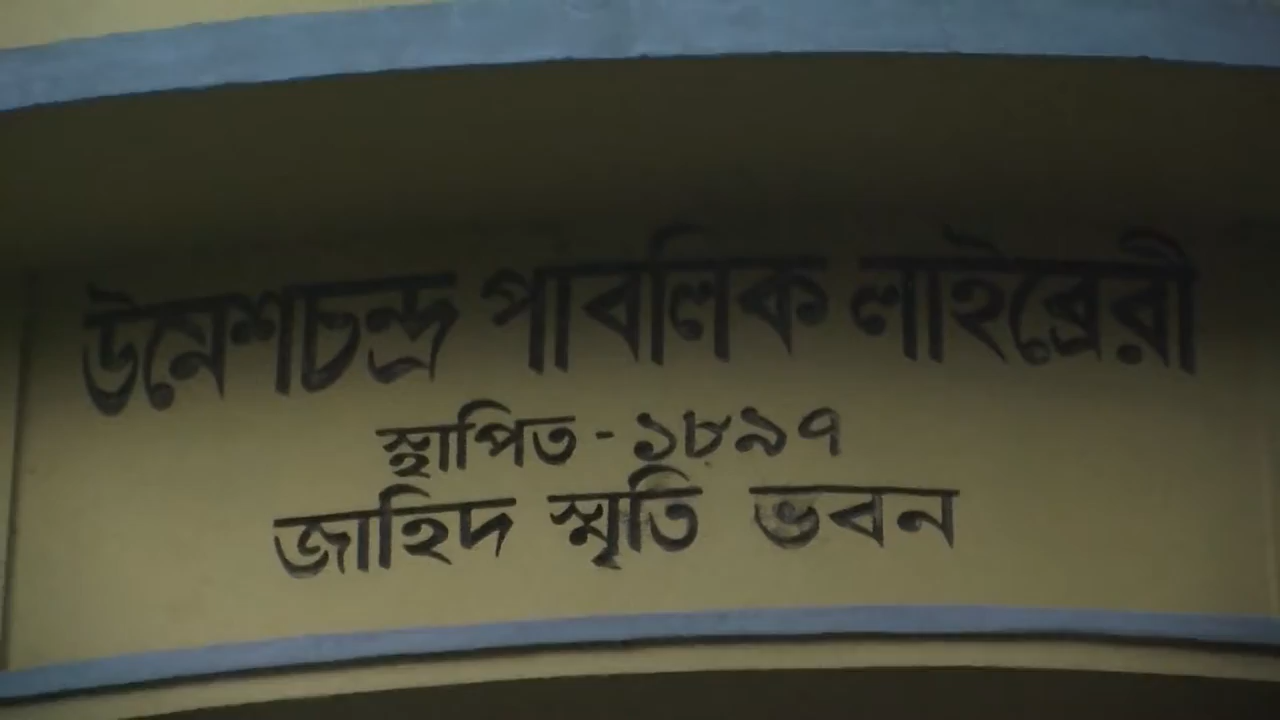 উমেশচন্দ্র পাবলিক লাইব্রেরী
স্থাপিত - ১৮৯৭
জাহিদ স্মৃতি ভবন